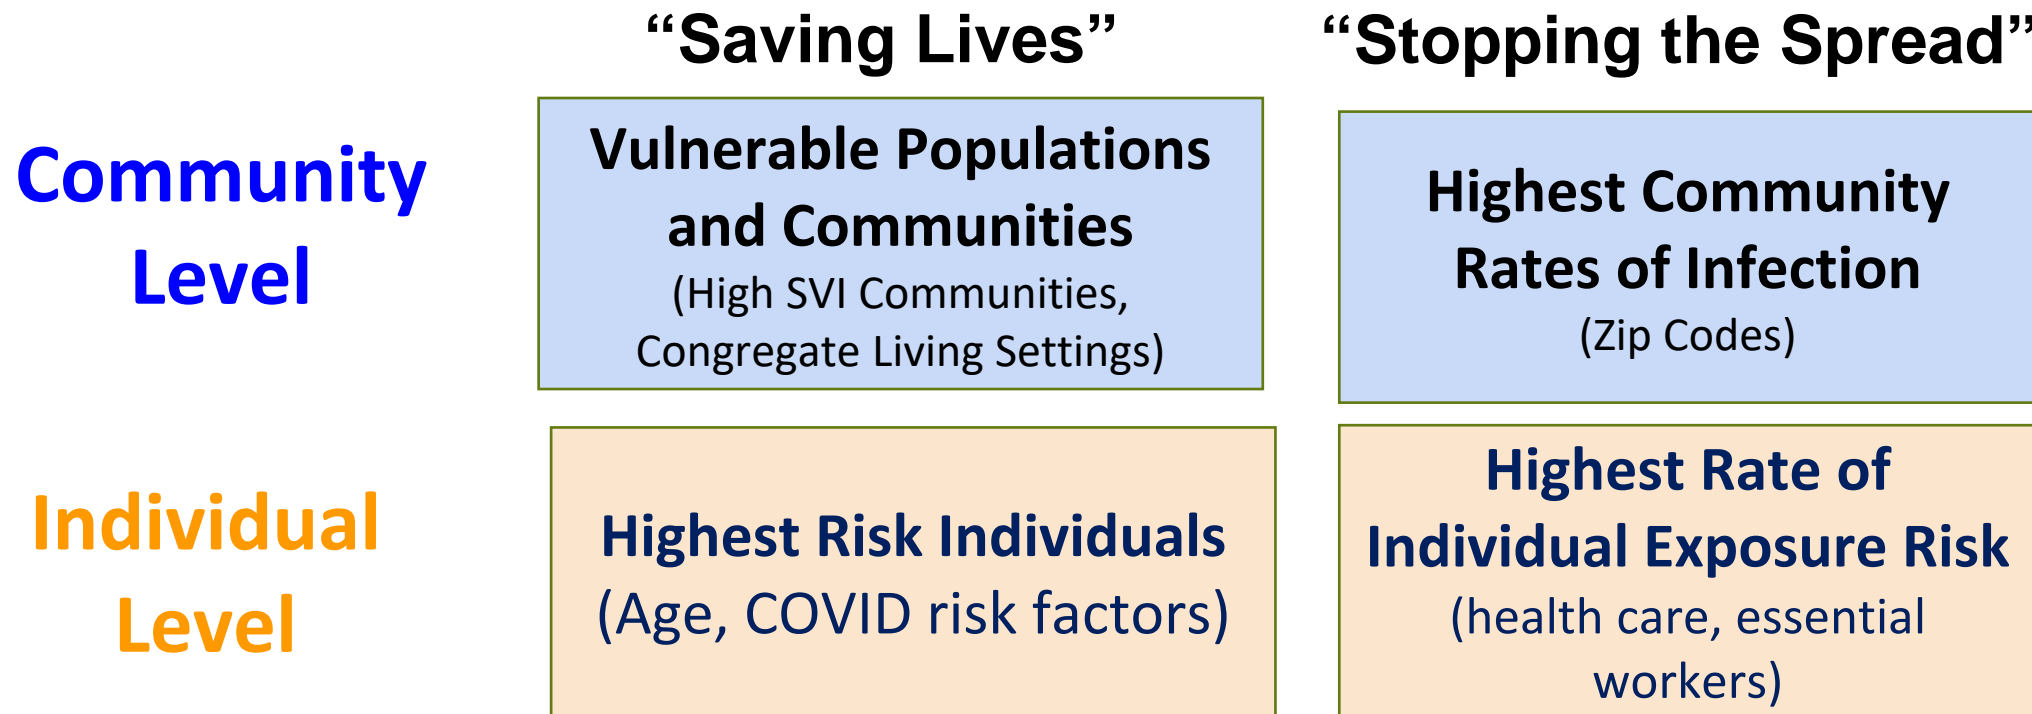 “Saving Lives”
“Stopping the Spread”
Community
Level
Vulnerable Populations
and Communities
(High SVI Communities,
Congregate Living Settings)
Highest Community
Rates of Infection
(Zip Codes)
Individual
Level
Highest Risk Individuals
(Age, COVID risk factors)
Highest Rate of
Individual Exposure Risk
(health care, essential
workers)